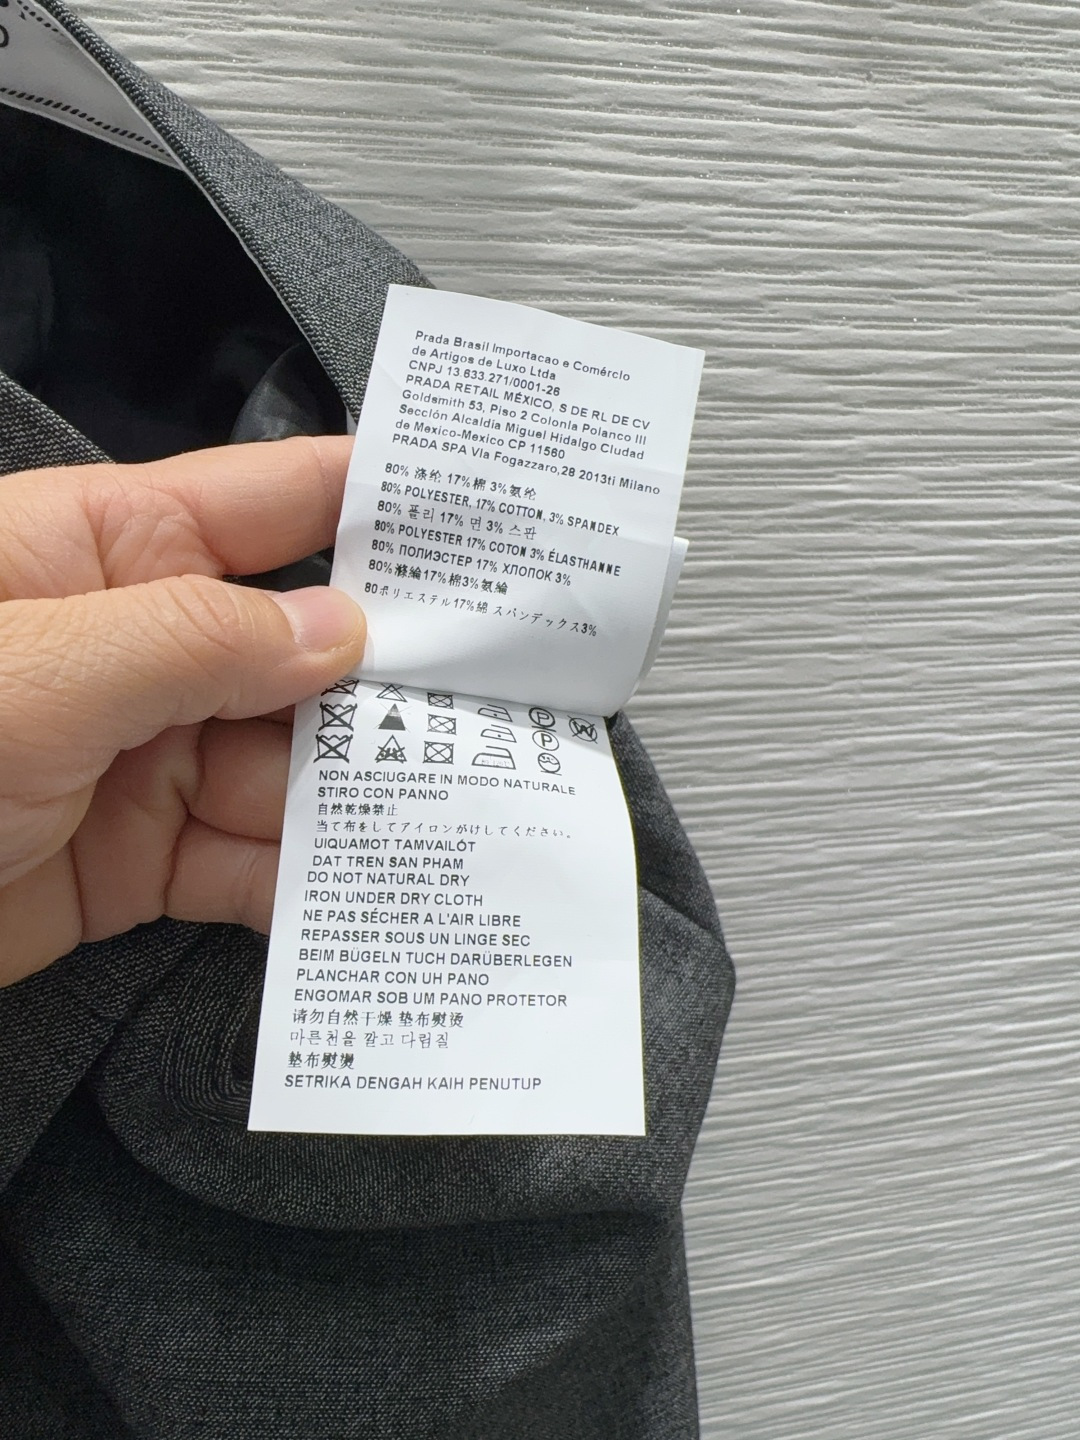 Prada Brasil Importacao e Comércio
de Artigos de Luxo Ltda
CNPJ 13.633.271/0001-26
PRADA RETAIL MÉXICO, S DE RL DE CV
Goldsmith 53, Piso 2 Colonla Polanco III
Sección Alcaldía Miguel Hidalgo Cludad
de Mexico-Mexico CP 11560
PRADA SPA Vla Fogazzaro,28 2013ti Milano
80% 涤纶 17%棉 3%氨纶
80% POLYESTER, 17% COTTON, 3% SPANDEX
80% 폴리 17% 면 3% 스판
80% POLYESTER 17% COTON 3% ÉLASTHANNE
80% ПОЛИЭСТЕР 17% ХЛОПОК 3%
80%滌綸17%棉3%氨綸
80ポリエステル17%綿 スパンデックス3%
NON ASCIUGARE IN MODO NATURALE
STIRO CON PANNO
自然乾燥禁止
当て布をしてアイロンがけしてください。
UIQUAMOT TAMVAILÓT
DAT TREN SAN PHAM
DO NOT NATURAL DRY
IRON UNDER DRY CLOTH
NE PAS SÉCHER A L'AIR LIBRE
REPASSER SOUS UN LINGE SEC
BEIM BÜGELN TUCH DARÜBERLEGEN
PLANCHAR CON UH PANO
ENGOMAR SOB UM PANO PROTETOR
请勿自然干燥 垫布熨烫
마른천을 깔고 다림질
墊布熨燙
SETRIKA DENGAH KAIH PENUTUP